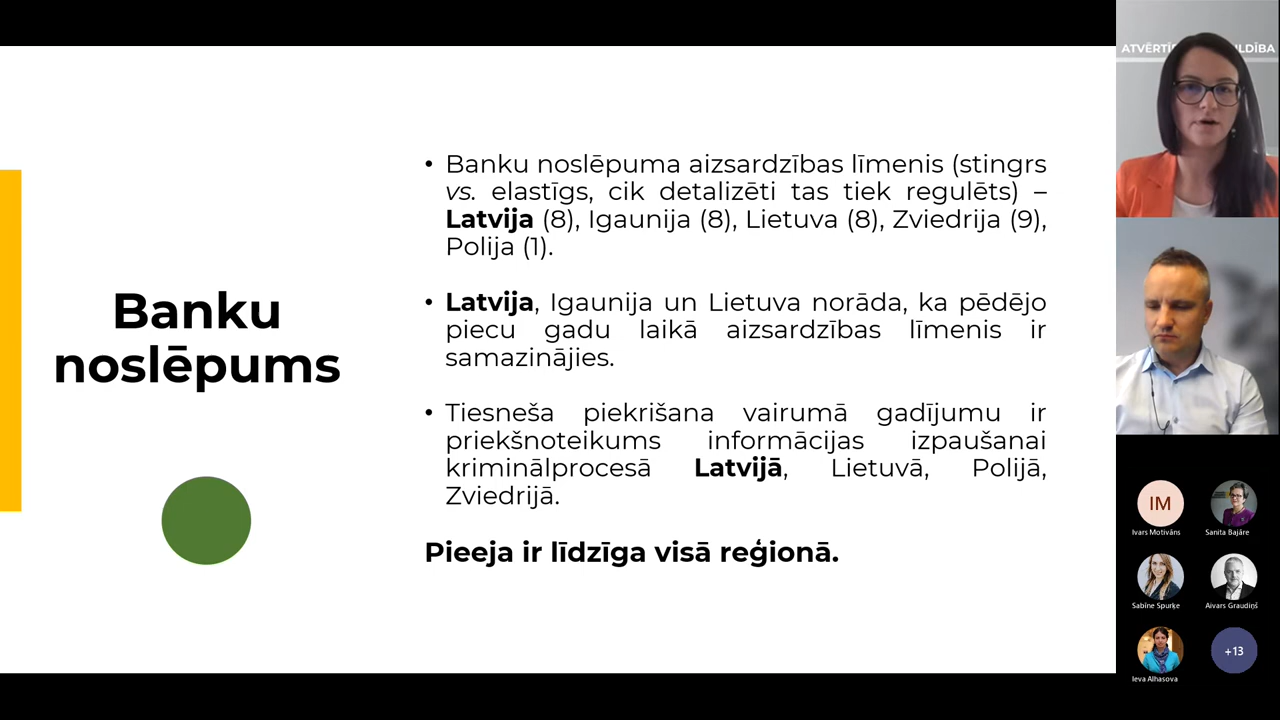 Banku
noslēpums
• Banku noslēpuma aizsardzības līmenis (stingrs
vs. elastīgs, cik detalizēti tas tiek regulēts) –
Latvija (8), Igaunija (8), Lietuva (8), Zviedrija (9),
Polija (1).
• Latvija, Igaunija un Lietuva norāda, ka pēdējo
piecu gadu laikā aizsardzības līmenis ir
samazinājies.
• Tiesneša piekrišana vairumā gadījumu ir
priekšnoteikums informācijas izpaušanai
kriminālprocesā Latvijā, Lietuvā, Polijā,
Zviedrijā.
Pieeja ir līdzīga visā reģionā.
IM
Ivars Motivāns
Sanita Bajāre
Sabīne Spurķe
Aivars Graudiņš
Ieva Alhasova
+13